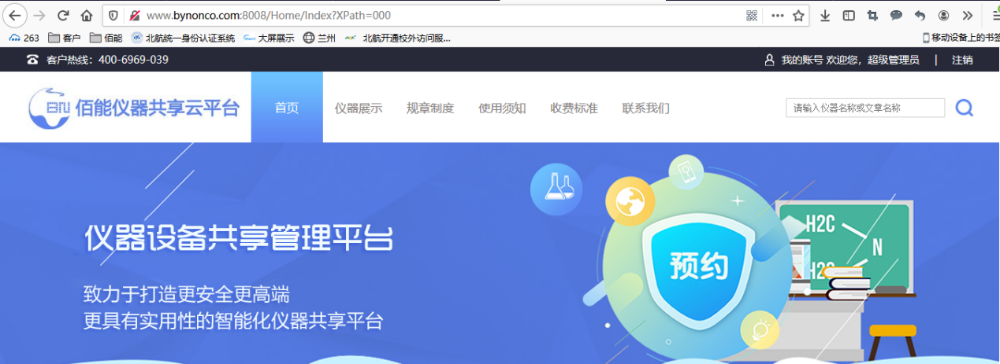 www.bynonco.com:8008/Home/Index?XPath=000
263 客户 佰能 北航统一身份认证系统 大屏展示 兰州 北航开通校外访问服... 移动设备上的书签
客户热线：400-6969-039 我的账号 欢迎您，超级管理员 | 注销
BN 佰能仪器共享云平台 首页 仪器展示 规章制度 使用须知 收费标准 联系我们 请输入仪器名称或文章名称
仪器设备共享管理平台
致力于打造更安全更高端
更具有实用性的智能化仪器共享平台
预约
H2C
N